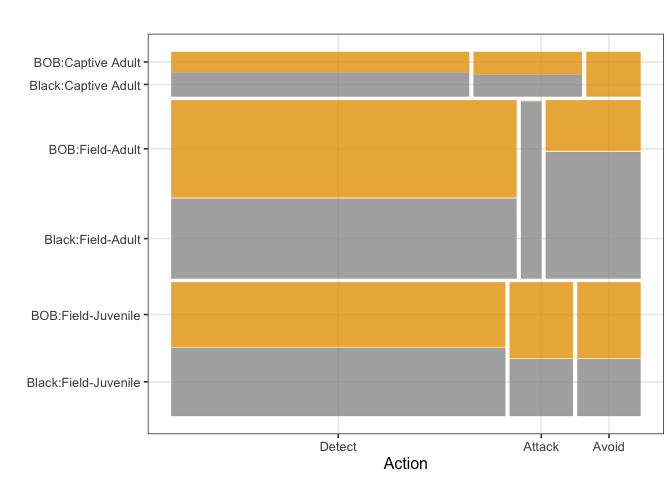 BOB:Captive Adult
Black:Captive Adult
BOB:Field-Adult
Black:Field-Adult
BOB:Field-Juvenile
Black:Field-Juvenile
Detect Attack Avoid
Action